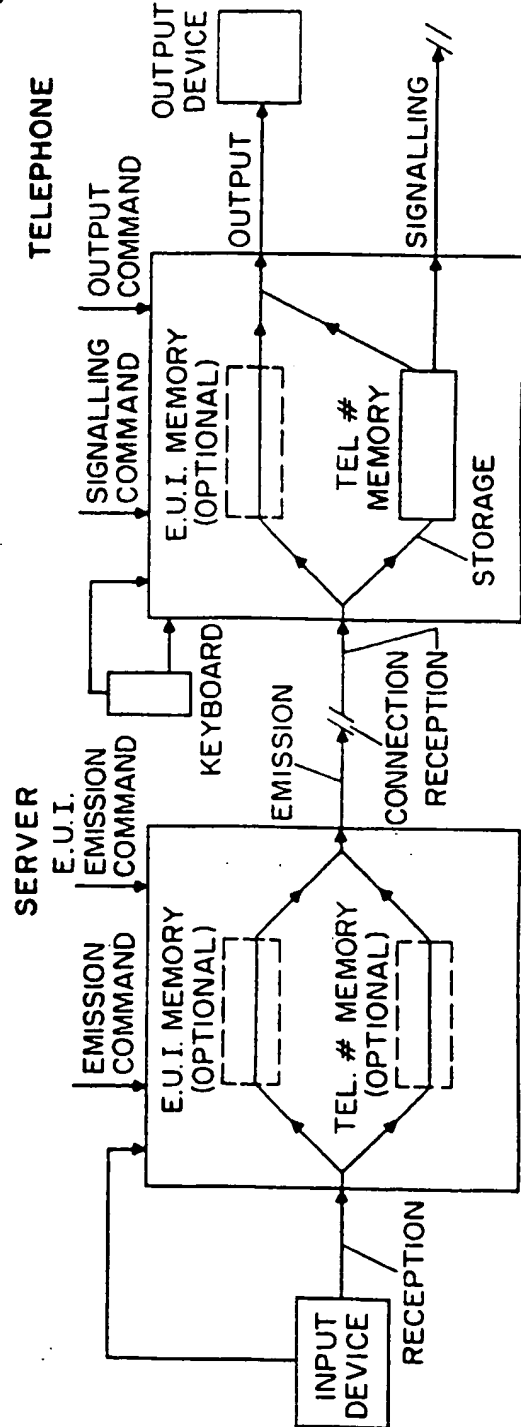 SERVER
TELEPHONE
EMISSION
COMMAND
E.U.I.
EMISSION
COMMAND
SIGNALLING
COMMAND
OUTPUT
COMMAND
OUTPUT
DEVICE
E.U.I. MEMORY
(OPTIONAL)
TEL. # MEMORY
(OPTIONAL)
INPUT
DEVICE
RECEPTION
EMISSION
CONNECTION
RECEPTION
KEYBOARD
E.U.I. MEMORY
(OPTIONAL)
TEL #
MEMORY
STORAGE
OUTPUT
SIGNALLING